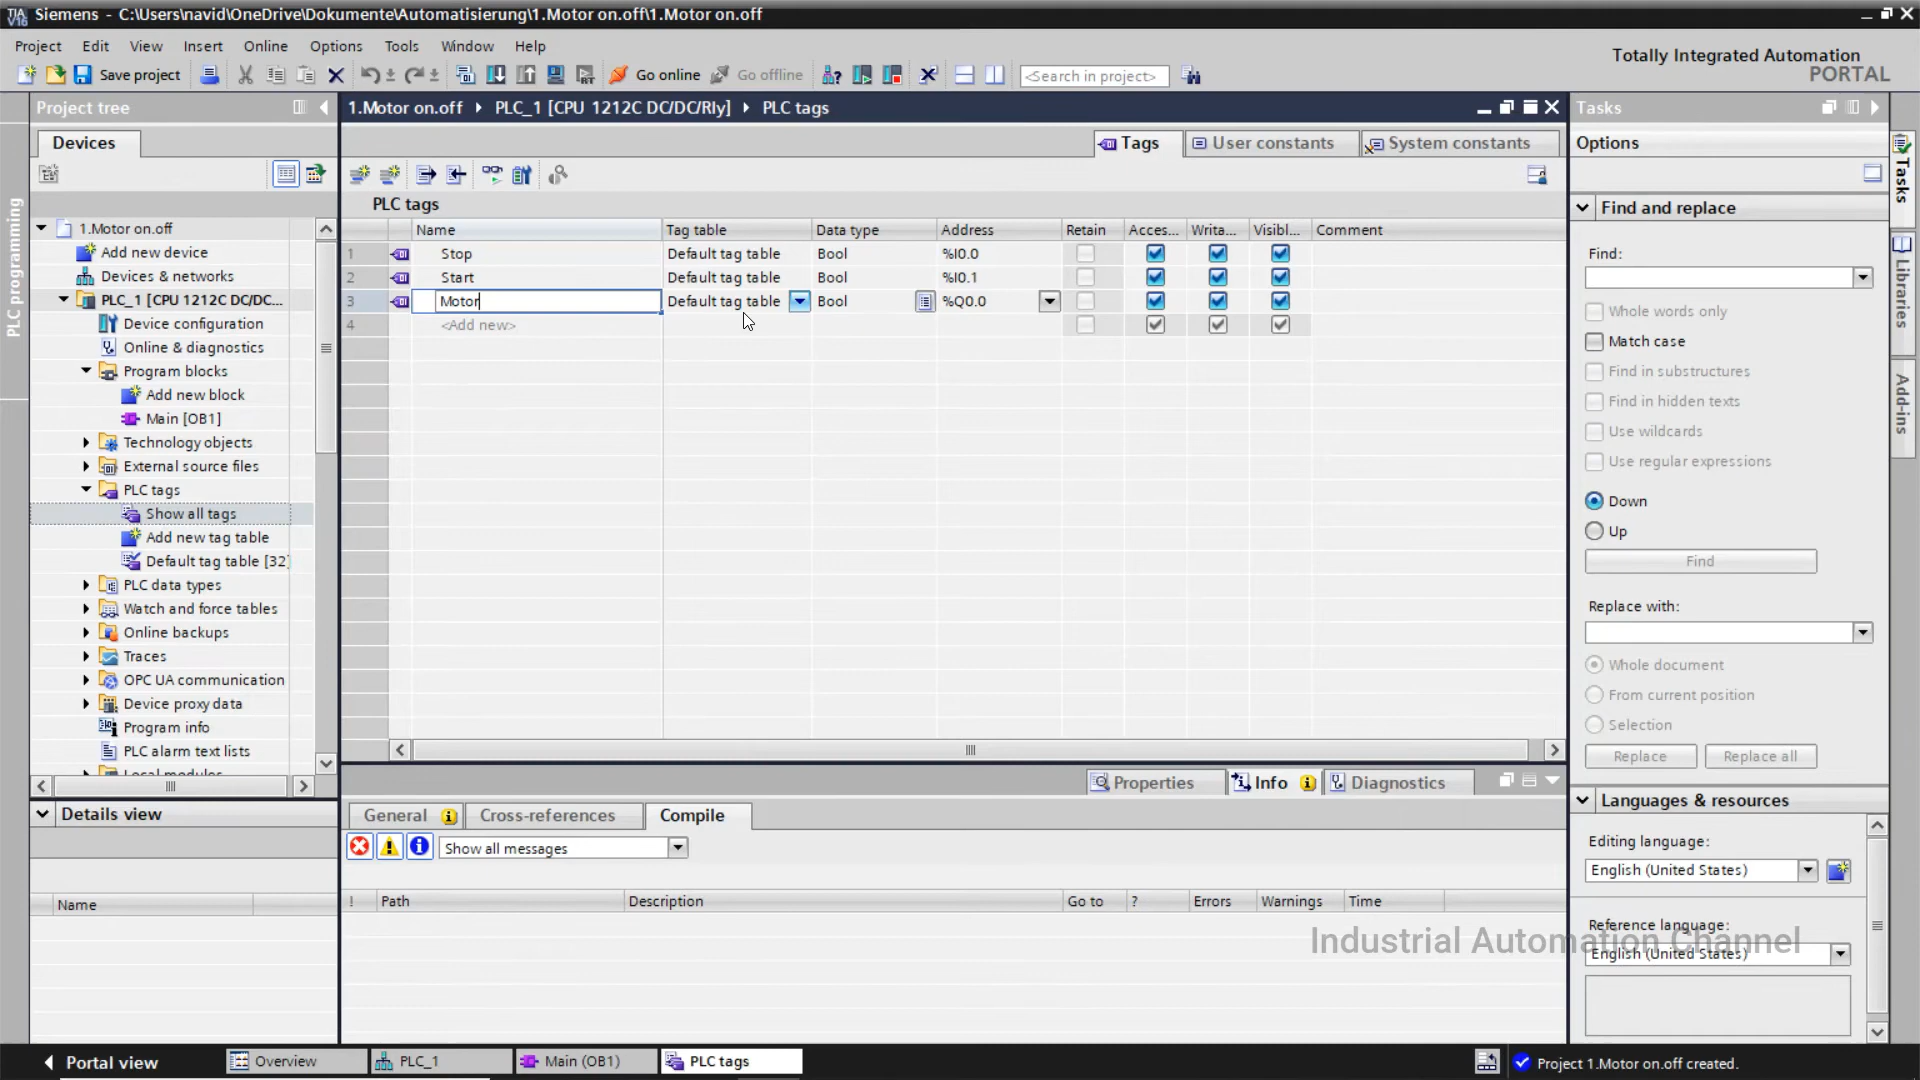 Siemens - C:\Users\navid\OneDrive\Dokumente\Automatisierung\1.Motor on.off\1.Motor on.off
Project Edit View Insert Online Options Tools Window Help
Totally Integrated Automation
PORTAL
Save project Go online Go offline <Search in project>
Project tree
1.Motor on.off PLC_1 [CPU 1212C DC/DC/Rly] PLC tags
Tasks
Devices
Tags User constants System constants
Options
PLC programming
PLC tags
Find and replace
Name Tag table Data type Address Retain Acces... Writa... Visibl... Comment
1 Stop Default tag table Bool %I0.0
2 Start Default tag table Bool %I0.1
3 Motor Default tag table Bool %Q0.0
4 <Add new>
1.Motor on.off
Add new device
Devices & networks
PLC_1 [CPU 1212C DC/DC...
Device configuration
Online & diagnostics
Program blocks
Add new block
Main [OB1]
Technology objects
External source files
PLC tags
Show all tags
Add new tag table
Default tag table [32]
PLC data types
Watch and force tables
Online backups
Traces
OPC UA communication
Device proxy data
Program info
PLC alarm text lists
Local modules
Find:
Whole words only
Match case
Find in substructures
Find in hidden texts
Use wildcards
Use regular expressions
Down
Up
Find
Replace with:
Whole document
From current position
Selection
Replace Replace all
Tasks
Libraries
Add-ins
Languages & resources
Editing language:
English (United States)
Reference language:
English (United States)
Details view
Name
Properties Info Diagnostics
General Cross-references Compile
Show all messages
! Path Description Go to ? Errors Warnings Time
Industrial Automation Channel
Portal view Overview PLC_1 Main (OB1) PLC tags Project 1.Motor on.off created.